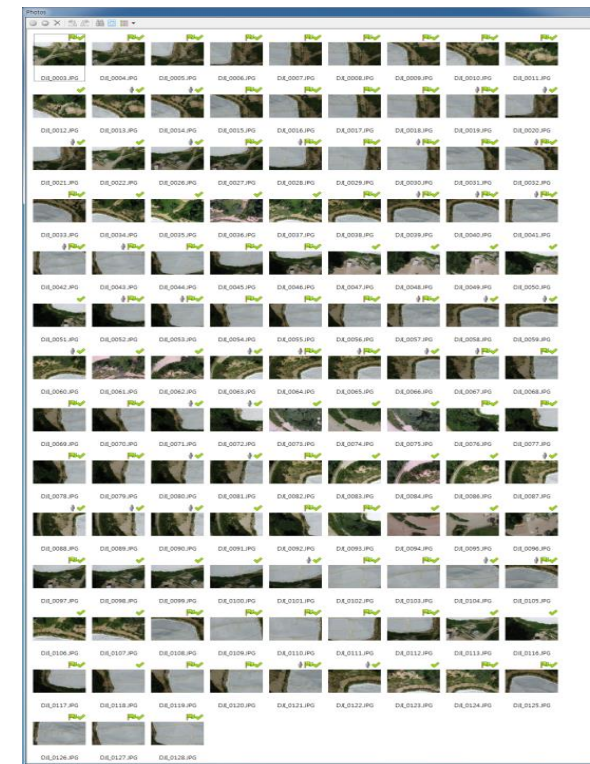 Photos
DJI_0003.JPG DJI_0004.JPG DJI_0005.JPG DJI_0006.JPG DJI_0007.JPG DJI_0008.JPG DJI_0009.JPG DJI_0010.JPG DJI_0011.JPG
DJI_0012.JPG DJI_0013.JPG DJI_0014.JPG DJI_0015.JPG DJI_0016.JPG DJI_0017.JPG DJI_0018.JPG DJI_0019.JPG DJI_0020.JPG
DJI_0021.JPG DJI_0022.JPG DJI_0026.JPG DJI_0027.JPG DJI_0028.JPG DJI_0029.JPG DJI_0030.JPG DJI_0031.JPG DJI_0032.JPG
DJI_0033.JPG DJI_0034.JPG DJI_0035.JPG DJI_0036.JPG DJI_0037.JPG DJI_0038.JPG DJI_0039.JPG DJI_0040.JPG DJI_0041.JPG
DJI_0042.JPG DJI_0043.JPG DJI_0044.JPG DJI_0045.JPG DJI_0046.JPG DJI_0047.JPG DJI_0048.JPG DJI_0049.JPG DJI_0050.JPG
DJI_0051.JPG DJI_0052.JPG DJI_0053.JPG DJI_0054.JPG DJI_0055.JPG DJI_0056.JPG DJI_0057.JPG DJI_0058.JPG DJI_0059.JPG
DJI_0060.JPG DJI_0061.JPG DJI_0062.JPG DJI_0063.JPG DJI_0064.JPG DJI_0065.JPG DJI_0066.JPG DJI_0067.JPG DJI_0068.JPG
DJI_0069.JPG DJI_0070.JPG DJI_0071.JPG DJI_0072.JPG DJI_0073.JPG DJI_0074.JPG DJI_0075.JPG DJI_0076.JPG DJI_0077.JPG
DJI_0078.JPG DJI_0079.JPG DJI_0080.JPG DJI_0081.JPG DJI_0082.JPG DJI_0083.JPG DJI_0084.JPG DJI_0086.JPG DJI_0087.JPG
DJI_0088.JPG DJI_0089.JPG DJI_0090.JPG DJI_0091.JPG DJI_0092.JPG DJI_0093.JPG DJI_0094.JPG DJI_0095.JPG DJI_0096.JPG
DJI_0097.JPG DJI_0098.JPG DJI_0099.JPG DJI_0100.JPG DJI_0101.JPG DJI_0102.JPG DJI_0103.JPG DJI_0104.JPG DJI_0105.JPG
DJI_0106.JPG DJI_0107.JPG DJI_0108.JPG DJI_0109.JPG DJI_0110.JPG DJI_0111.JPG DJI_0112.JPG DJI_0113.JPG DJI_0116.JPG
DJI_0117.JPG DJI_0118.JPG DJI_0119.JPG DJI_0120.JPG DJI_0121.JPG DJI_0122.JPG DJI_0123.JPG DJI_0124.JPG DJI_0125.JPG
DJI_0126.JPG DJI_0127.JPG DJI_0128.JPG